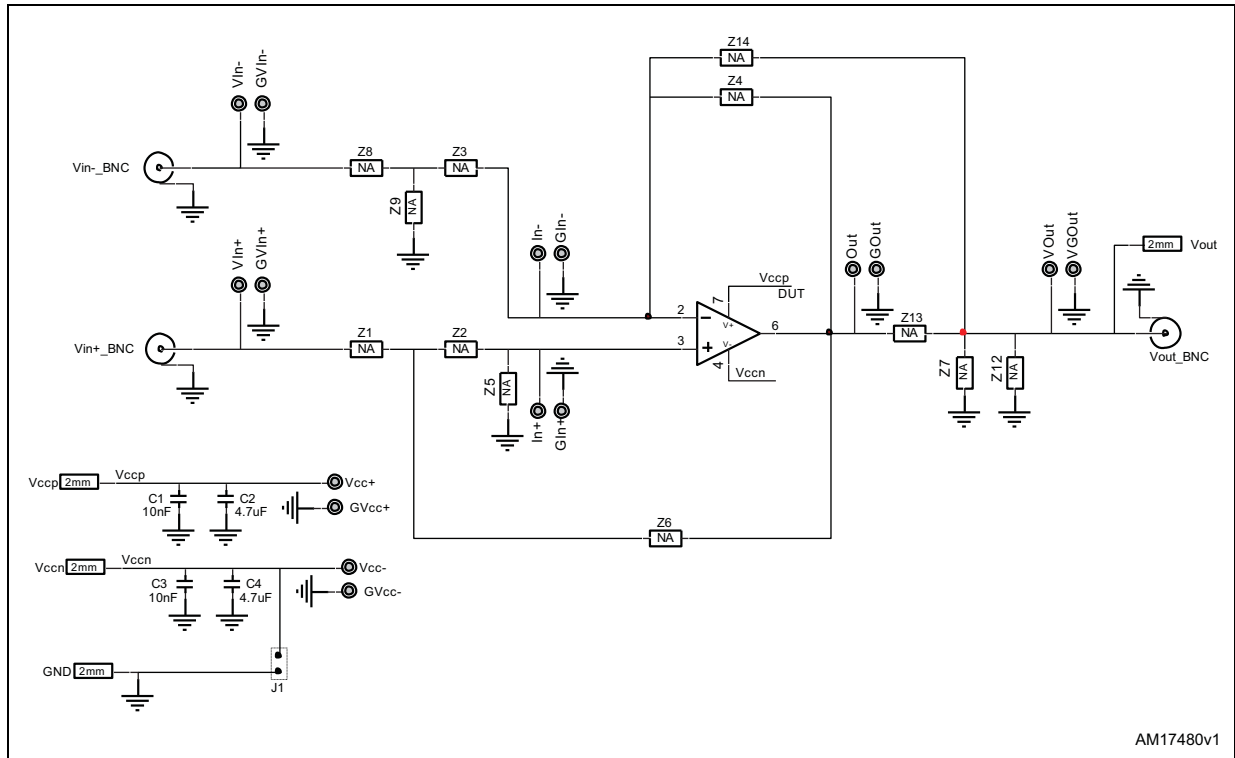 Z14
NA
Z4
NA
VIn-
GVIn-
Vin-_BNC
Z8
NA
Z3
NA
Z9
NA
In-
GIn-
VIn+
GVIn+
Vin+_BNC
Z1
NA
Z2
NA
Z5
NA
In+
GIn+
Vccp
DUT
7
2
V+
6
3
V-
4
Vccn
Out
GOut
Z13
NA
VOut
VGOut
2mm Vout
Z7
NA
Z12
NA
Vout_BNC
Vccp 2mm Vccp
Vcc+
C1
10nF
C2
4.7uF
GVcc+
Z6
NA
Vccn 2mm Vccn
Vcc-
C3
10nF
C4
4.7uF
GVcc-
GND 2mm
J1
AM17480v1